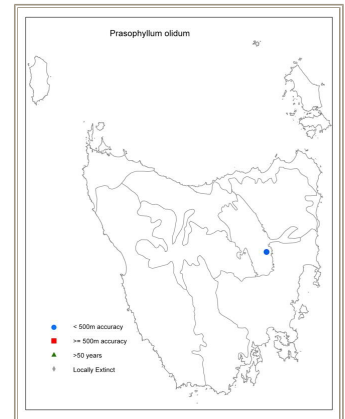 Prasophyllum olidum
< 500m accuracy
>= 500m accuracy
>50 years
Locally Extinct